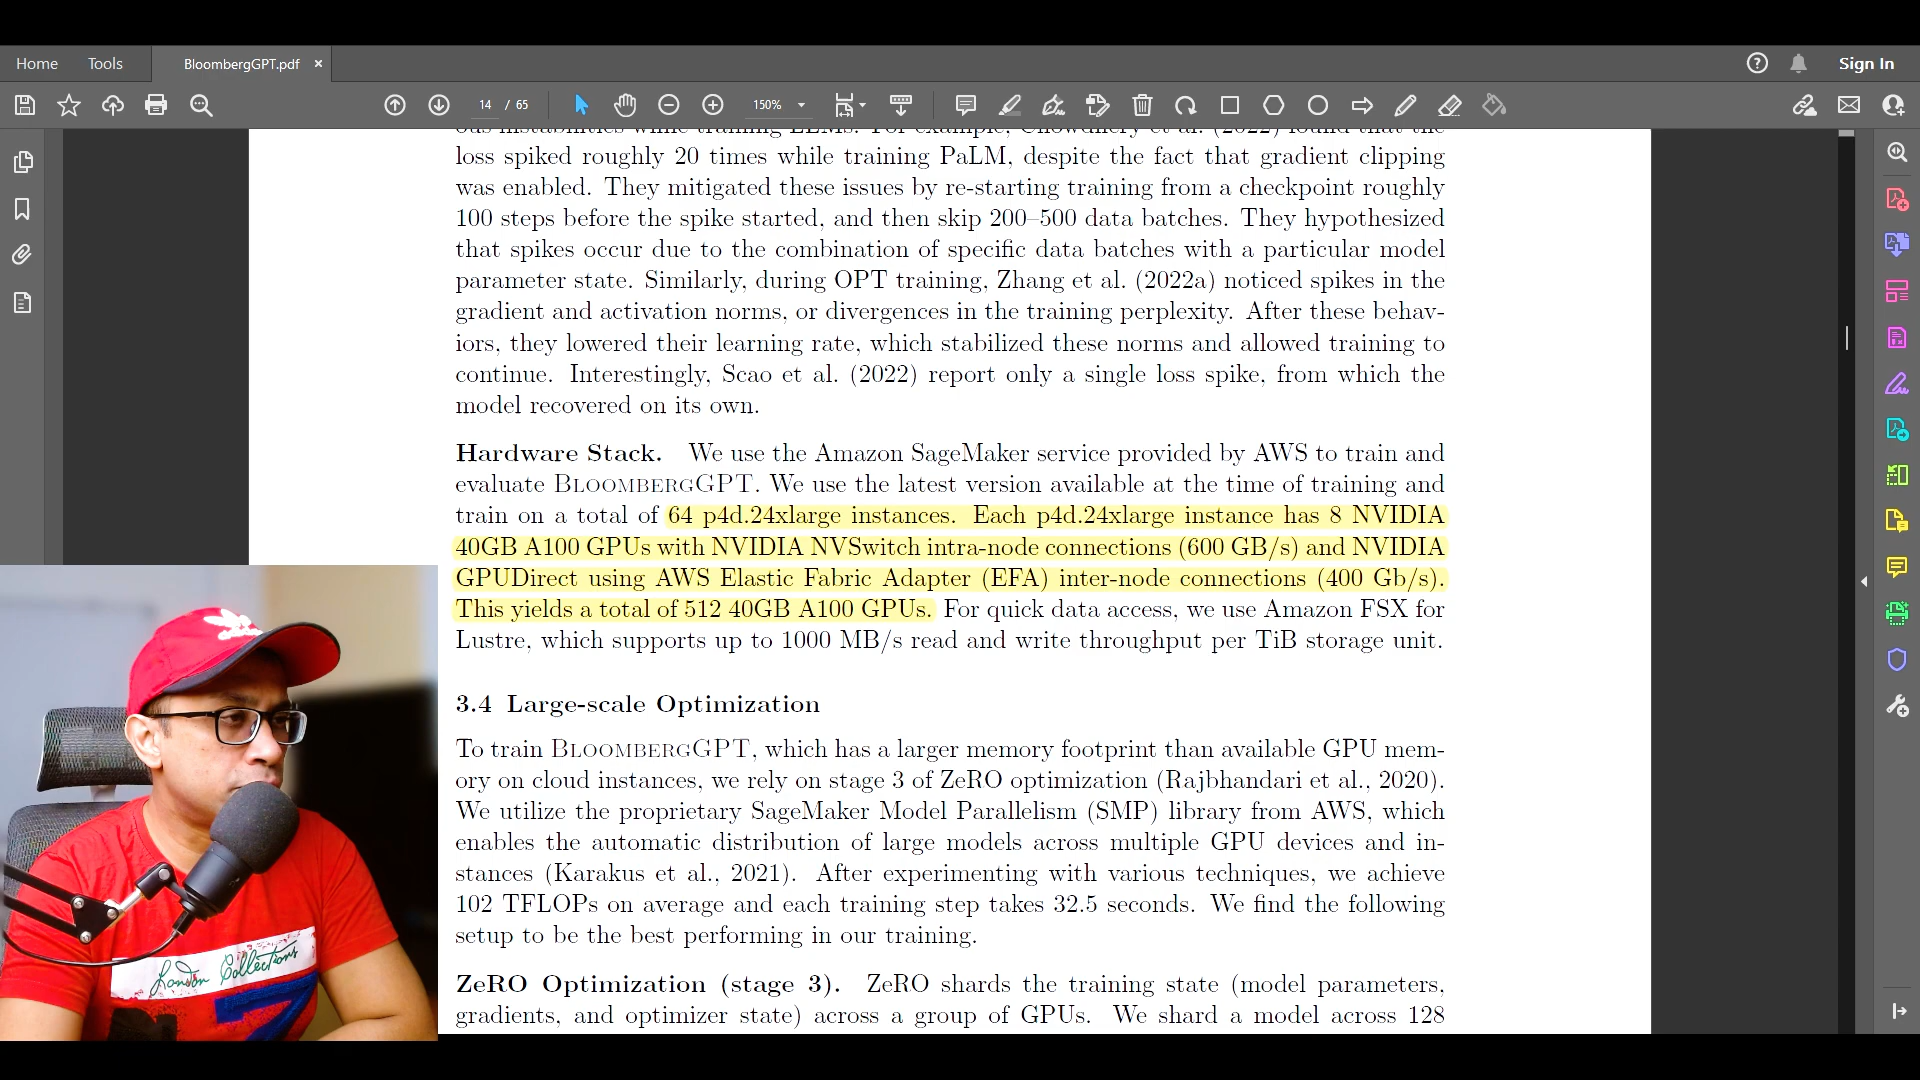 Home Tools BloombergGPT.pdf × Sign In
14 / 65 150%
loss spiked roughly 20 times while training PaLM, despite the fact that gradient clipping
was enabled. They mitigated these issues by re-starting training from a checkpoint roughly
100 steps before the spike started, and then skip 200–500 data batches. They hypothesized
that spikes occur due to the combination of specific data batches with a particular model
parameter state. Similarly, during OPT training, Zhang et al. (2022a) noticed spikes in the
gradient and activation norms, or divergences in the training perplexity. After these behav-
iors, they lowered their learning rate, which stabilized these norms and allowed training to
continue. Interestingly, Scao et al. (2022) report only a single loss spike, from which the
model recovered on its own.
Hardware Stack. We use the Amazon SageMaker service provided by AWS to train and
evaluate BLOOMBERGGPT. We use the latest version available at the time of training and
train on a total of 64 p4d.24xlarge instances. Each p4d.24xlarge instance has 8 NVIDIA
40GB A100 GPUs with NVIDIA NVSwitch intra-node connections (600 GB/s) and NVIDIA
GPUDirect using AWS Elastic Fabric Adapter (EFA) inter-node connections (400 Gb/s).
This yields a total of 512 40GB A100 GPUs. For quick data access, we use Amazon FSX for
Lustre, which supports up to 1000 MB/s read and write throughput per TiB storage unit.
3.4 Large-scale Optimization
To train BLOOMBERGGPT, which has a larger memory footprint than available GPU mem-
ory on cloud instances, we rely on stage 3 of ZeRO optimization (Rajbhandari et al., 2020).
We utilize the proprietary SageMaker Model Parallelism (SMP) library from AWS, which
enables the automatic distribution of large models across multiple GPU devices and in-
stances (Karakus et al., 2021). After experimenting with various techniques, we achieve
102 TFLOPs on average and each training step takes 32.5 seconds. We find the following
setup to be the best performing in our training.
ZeRO Optimization (stage 3). ZeRO shards the training state (model parameters,
gradients, and optimizer state) across a group of GPUs. We shard a model across 128
London Collections